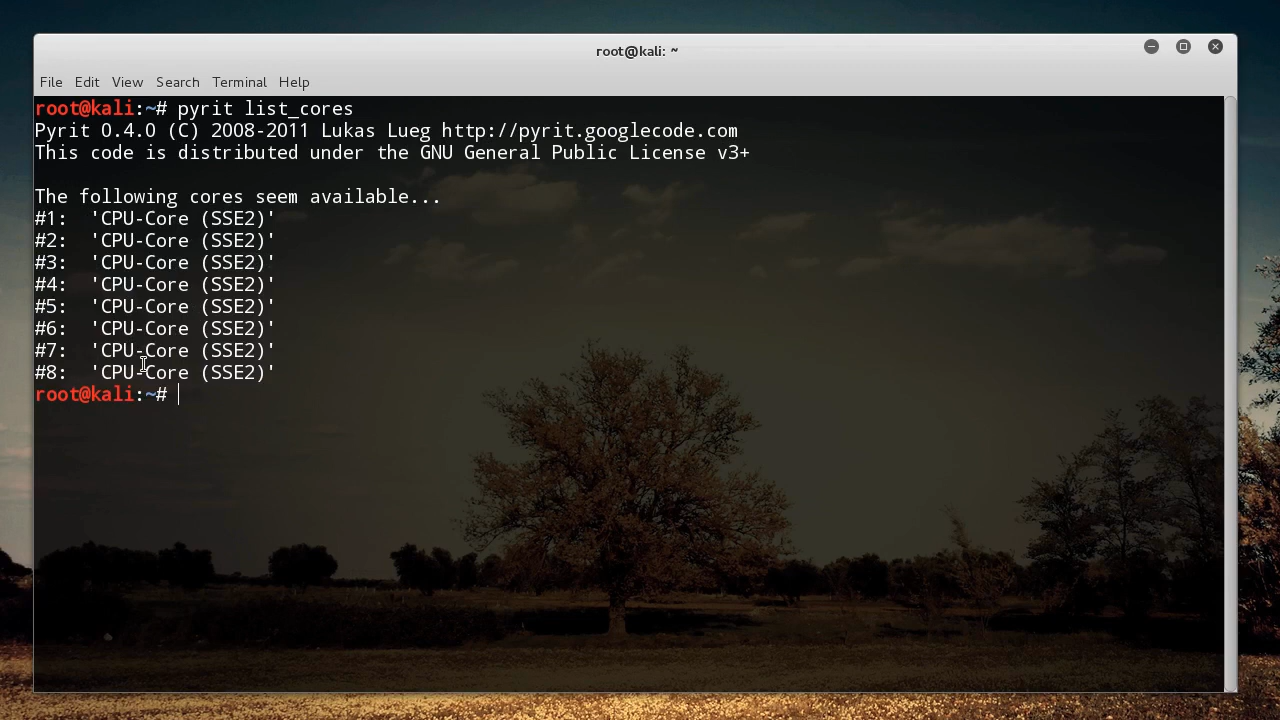 root@kali: ~
File Edit View Search Terminal Help
root@kali:~# pyrit list_cores
Pyrit 0.4.0 (C) 2008-2011 Lukas Lueg http://pyrit.googlecode.com
This code is distributed under the GNU General Public License v3+
The following cores seem available...
#1:  'CPU-Core (SSE2)'
#2:  'CPU-Core (SSE2)'
#3:  'CPU-Core (SSE2)'
#4:  'CPU-Core (SSE2)'
#5:  'CPU-Core (SSE2)'
#6:  'CPU-Core (SSE2)'
#7:  'CPU-Core (SSE2)'
#8:  'CPU-Core (SSE2)'
root@kali:~#